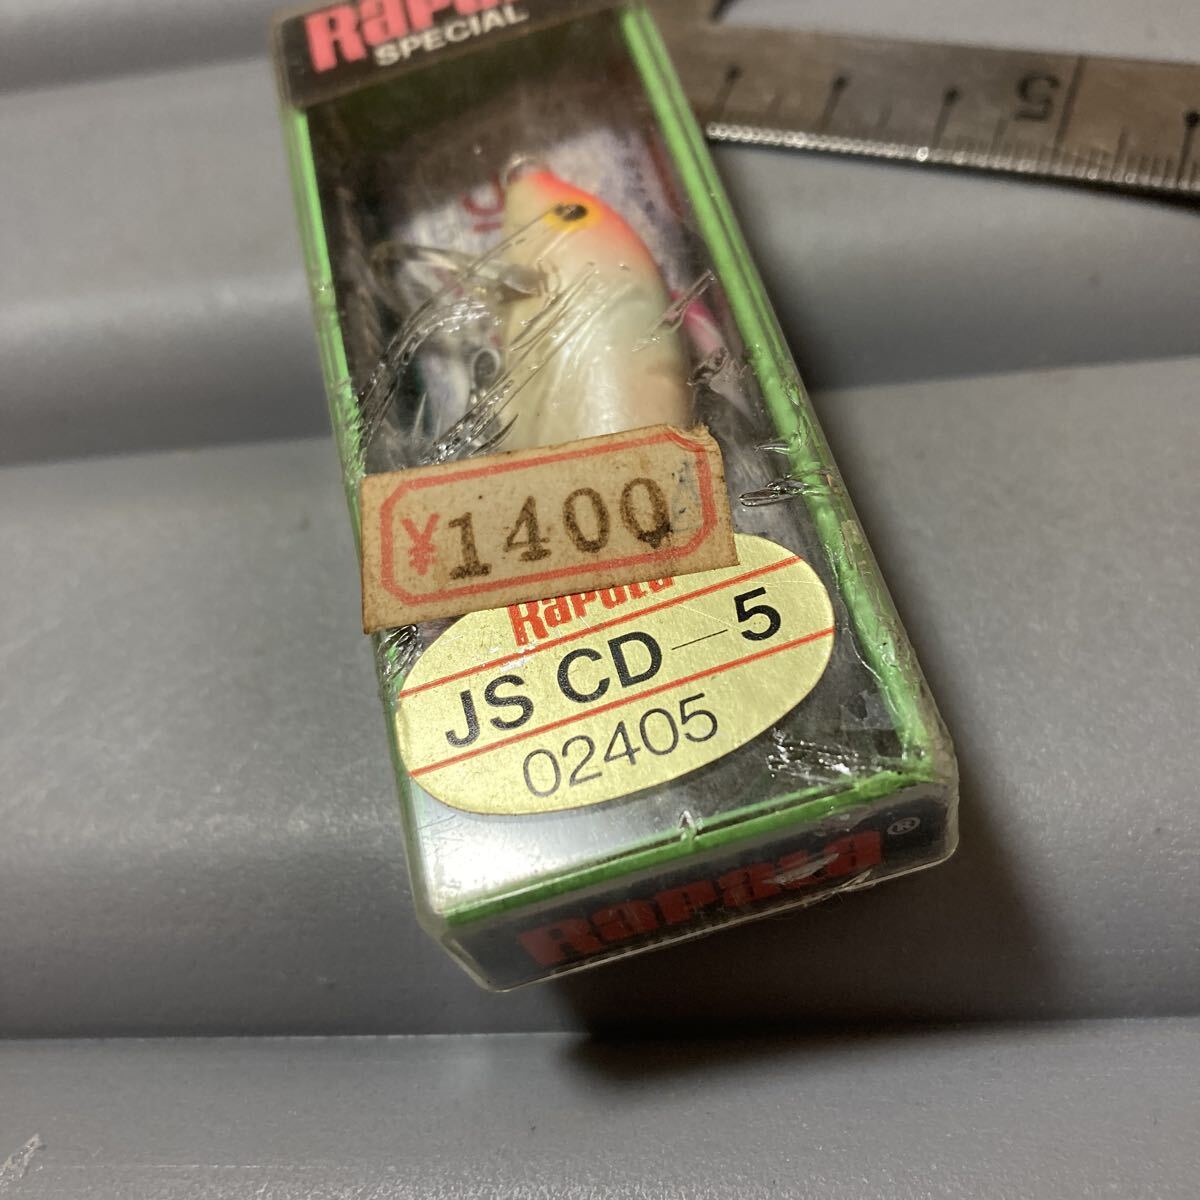 Rapala
SPECIAL
5
¥1400
Rapala
JS CD-5
02405
Rapala®